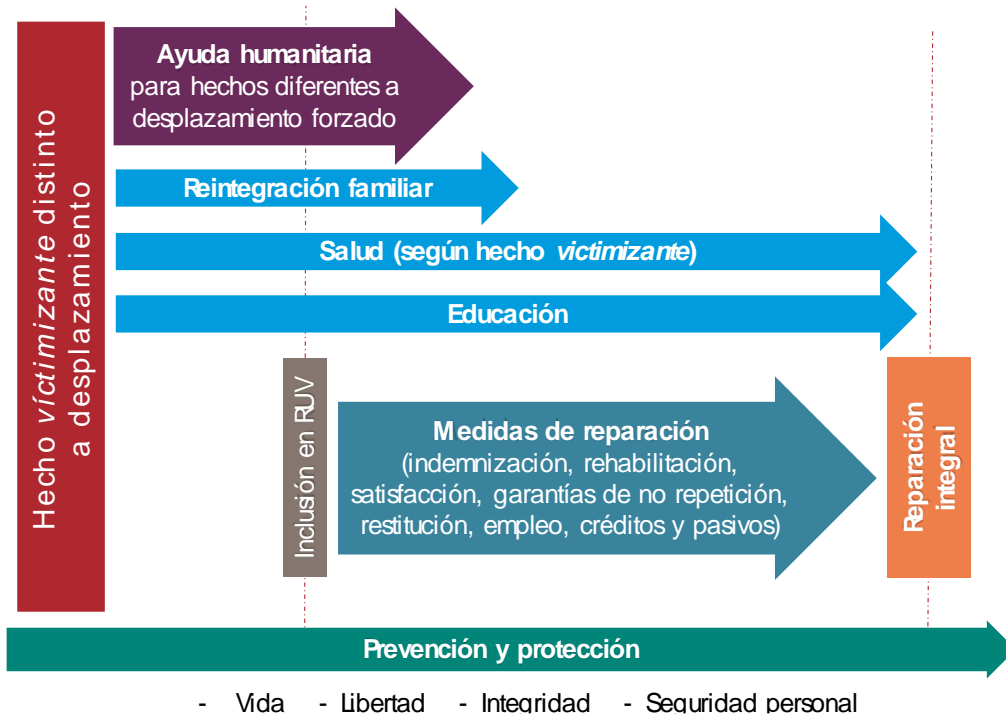 Hecho víctimizante distinto
a desplazamiento
Ayuda humanitaria
para hechos diferentes a
desplazamiento forzado
Reintegración familiar
Salud (según hecho victimizante)
Educación
Inclusión en RUV
Medidas de reparación
(indemnización, rehabilitación,
satisfacción, garantías de no repetición,
restitución, empleo, créditos y pasivos)
Reparación
integral
Prevención y protección
- Vida - Libertad - Integridad - Seguridad personal